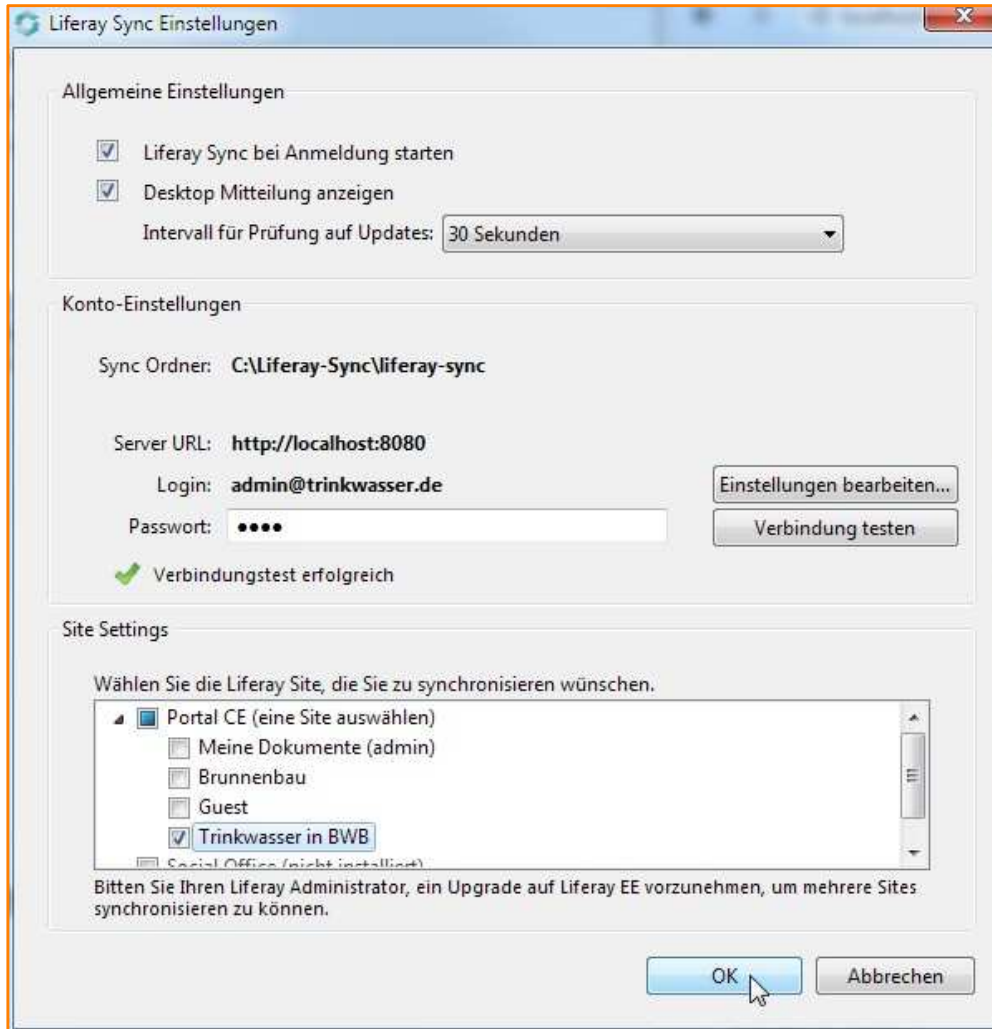 Liferay Sync Einstellungen
Allgemeine Einstellungen
Liferay Sync bei Anmeldung starten
Desktop Mitteilung anzeigen
Intervall für Prüfung auf Updates: 30 Sekunden
Konto-Einstellungen
Sync Ordner: C:\Liferay-Sync\liferay-sync
Server URL: http://localhost:8080
Login: admin@trinkwasser.de
Einstellungen bearbeiten...
Passwort: ●●●●
Verbindung testen
Verbindungstest erfolgreich
Site Settings
Wählen Sie die Liferay Site, die Sie zu synchronisieren wünschen.
Portal CE (eine Site auswählen)
Meine Dokumente (admin)
Brunnenbau
Guest
Trinkwasser in BWB
Social Office (nicht installiert)
Bitten Sie Ihren Liferay Administrator, ein Upgrade auf Liferay EE vorzunehmen, um mehrere Sites
synchronisieren zu können.
OK
Abbrechen